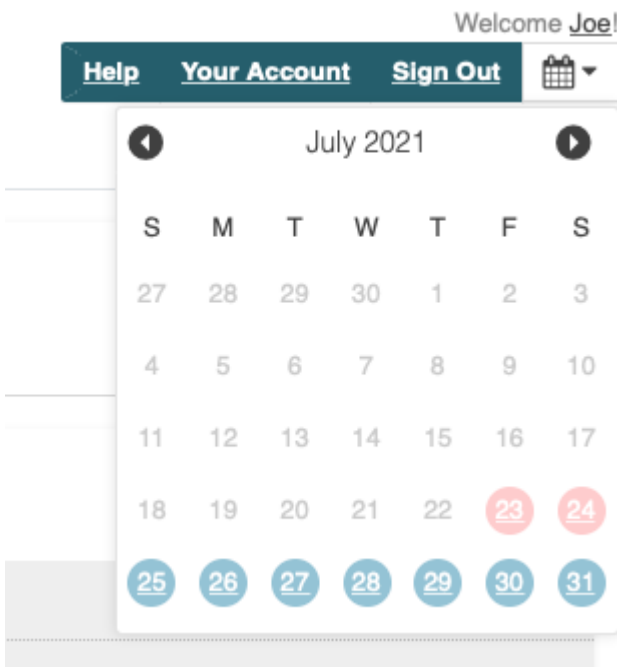 Welcome Joe!
Help Your Account Sign Out
July 2021
S M T W T F S
27 28 29 30 1 2 3
4 5 6 7 8 9 10
11 12 13 14 15 16 17
18 19 20 21 22 23 24
25 26 27 28 29 30 31